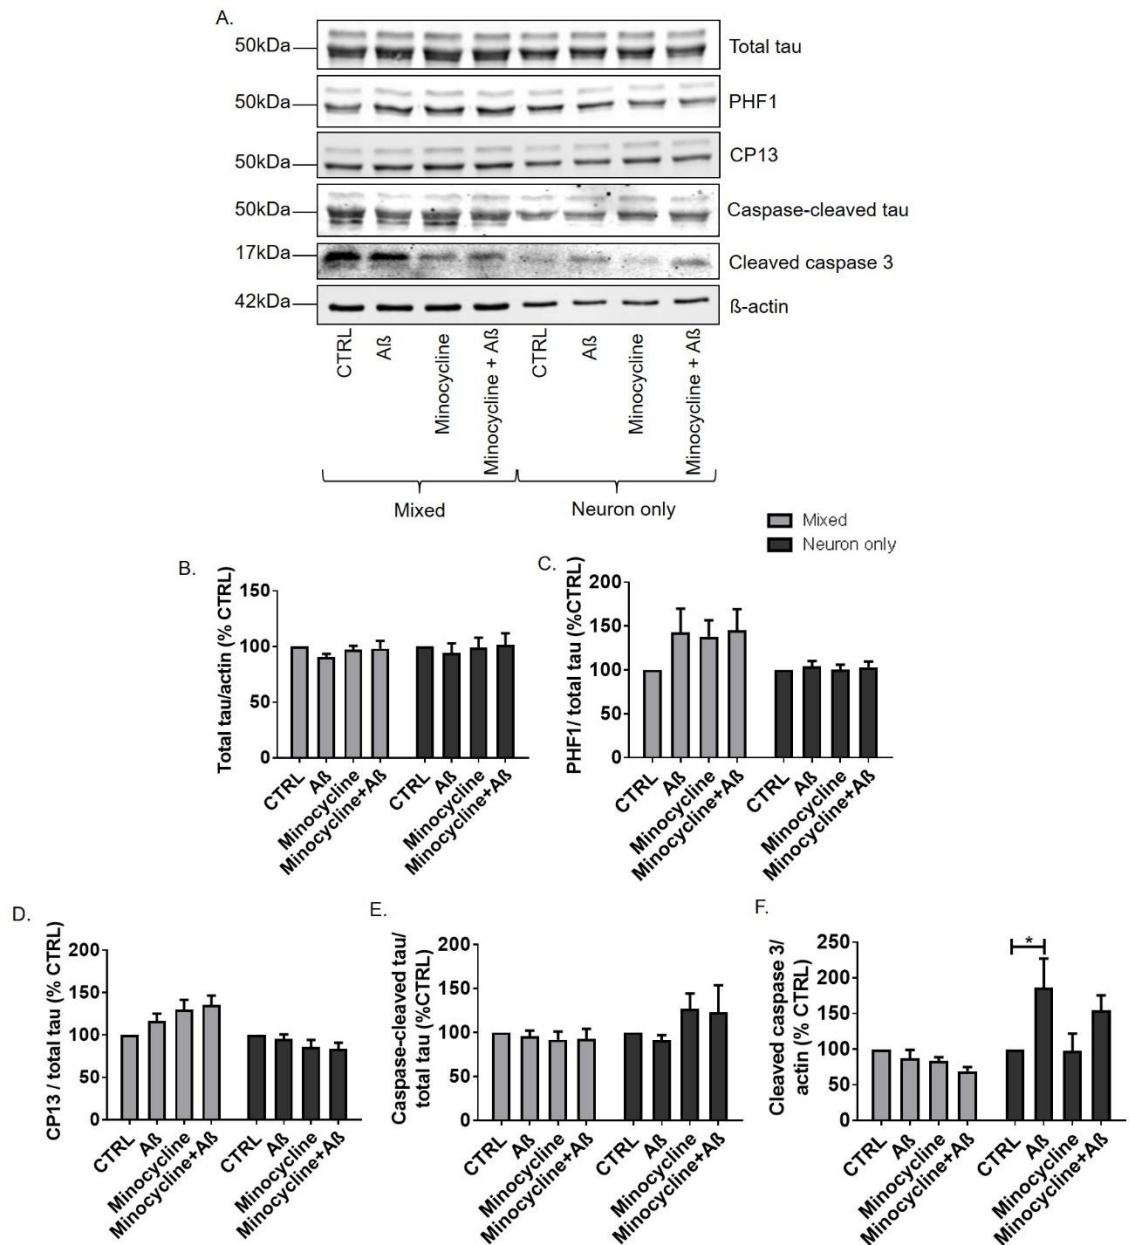 A.
50kDa
Total tau
50kDa
PHF1
50kDa
CP13
50kDa
Caspase-cleaved tau
17kDa
Cleaved caspase 3
42kDa
ß-actin
CTRL
Aß
Minocycline
Minocycline + Aß
CTRL
Aß
Minocycline
Minocycline + Aß
Mixed
Neuron only
Mixed
Neuron only
B.
Total tau/actin (% CTRL)
150
100
50
0
CTRL
Aß
Minocycline
Minocycline+Aß
CTRL
Aß
Minocycline
Minocycline+Aß
C.
PHF1/ total tau (%CTRL)
200
150
100
50
0
CTRL
Aß
Minocycline
Minocycline+Aß
CTRL
Aß
Minocycline
Minocycline+Aß
D.
CP13 / total tau (% CTRL)
200
150
100
50
0
CTRL
Aß
Minocycline
Minocycline+Aß
CTRL
Aß
Minocycline
Minocycline+Aß
E.
Caspase-cleaved tau/
total tau (%CTRL)
200
150
100
50
0
CTRL
Aß
Minocycline
Minocycline+Aß
CTRL
Aß
Minocycline
Minocycline+Aß
F.
Cleaved caspase 3/
actin (% CTRL)
250
200
150
100
50
0
*
CTRL
Aß
Minocycline
Minocycline+Aß
CTRL
Aß
Minocycline
Minocycline+Aß